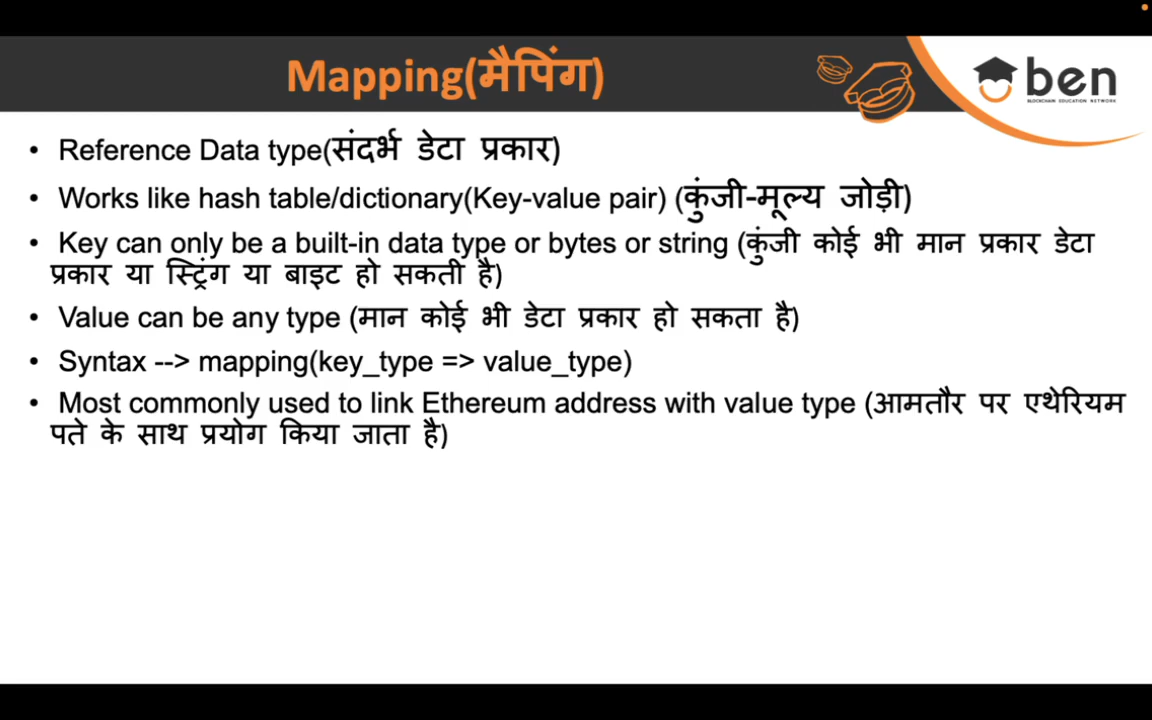 Mapping(मैपिंग)
ben
BLOCKCHAIN EDUCATION NETWORK
• Reference Data type(संदर्भ डेटा प्रकार)
• Works like hash table/dictionary(Key-value pair) (कुंजी-मूल्य जोड़ी)
• Key can only be a built-in data type or bytes or string (कुंजी कोई भी मान प्रकार डेटा
प्रकार या स्ट्रिंग या बाइट हो सकती है)
• Value can be any type (मान कोई भी डेटा प्रकार हो सकता है)
• Syntax --> mapping(key_type => value_type)
• Most commonly used to link Ethereum address with value type (आमतौर पर एथेरियम
पते के साथ प्रयोग किया जाता है)